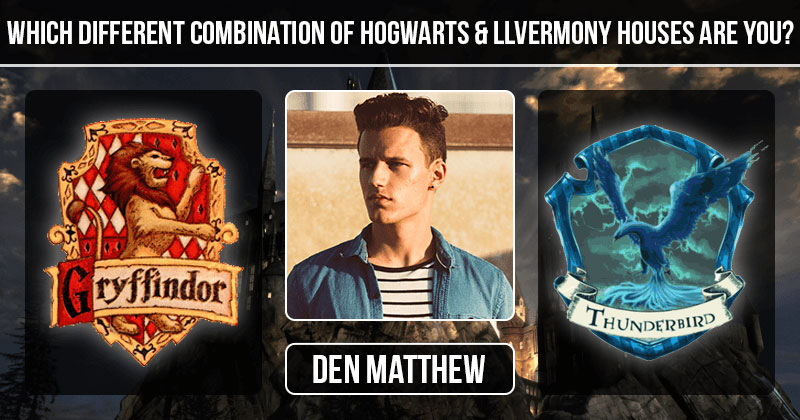 WHICH DIFFERENT COMBINATION OF HOGWARTS & LLVERMONY HOUSES ARE YOU?
Gryffindor
THUNDERBIRD
DEN MATTHEW